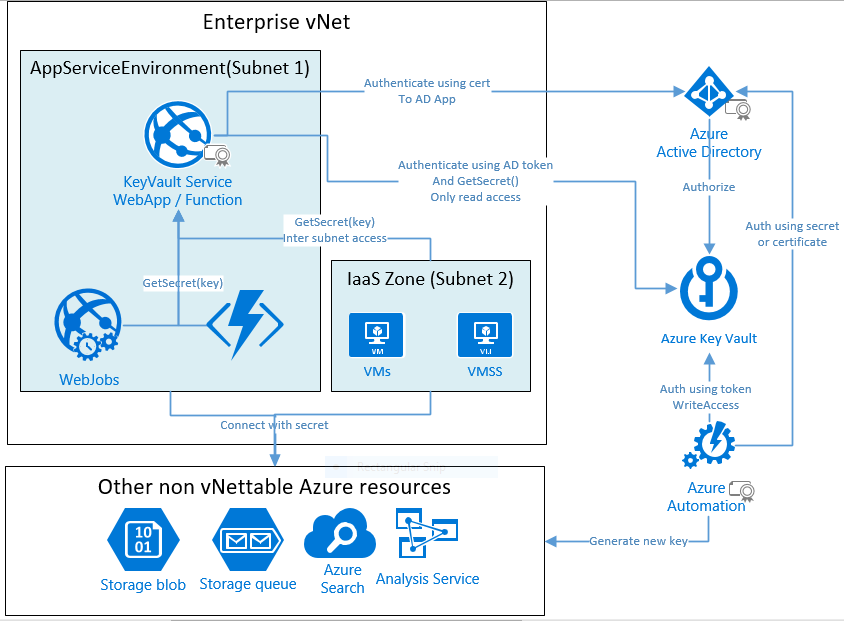 Enterprise vNet
AppServiceEnvironment(Subnet 1)
Authenticate using cert
To AD App
Azure
Active Directory
KeyVault Service
WebApp / Function
Authenticate using AD token
And GetSecret()
Only read access
Authorize
GetSecret(key)
Inter subnet access
Auth using secret
or certificate
GetSecret(key)
IaaS Zone (Subnet 2)
VM
VMs
VMSS
WebJobs
Azure Key Vault
Auth using token
WriteAccess
Connect with secret
Rectangular Snip
Other non vNettable Azure resources
Azure
Automation
10
01
Storage blob
Storage queue
Azure
Search
Analysis Service
Generate new key